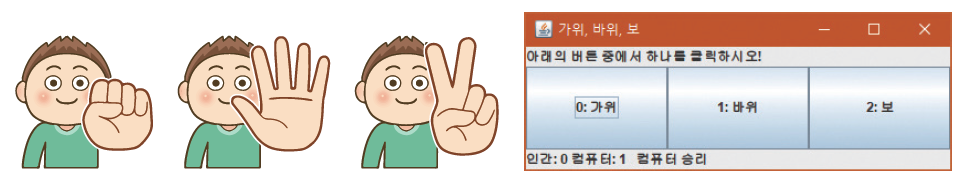 가위, 바위, 보
아래의 버튼 중에서 하나를 클릭하시오!
0: 가위
1: 바위
2: 보
인간: 0 컴퓨터: 1 컴퓨터 승리